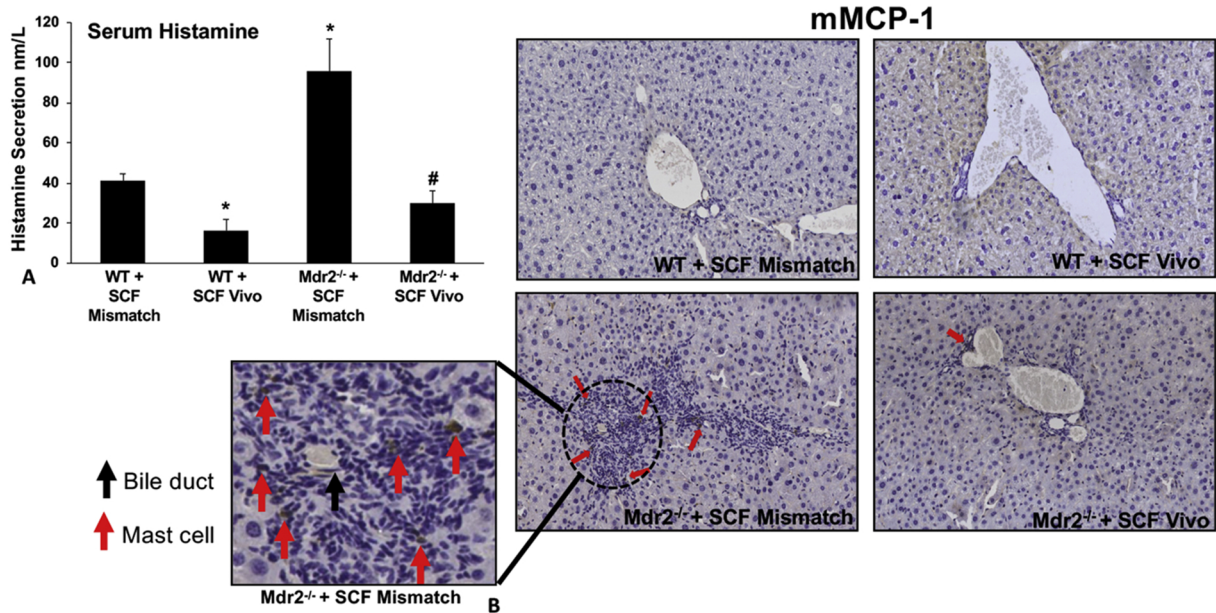 Serum Histamine
Histamine Secretion nm/L
120
100
80
60
40
20
0
*
*
#
WT +
SCF
Mismatch
WT +
SCF Vivo
Mdr2-/- +
SCF
Mismatch
Mdr2-/- +
SCF Vivo
A
mMCP-1
WT + SCF Mismatch
WT + SCF Vivo
Mdr2-/- + SCF Mismatch
Mdr2-/- + SCF Vivo
Bile duct
Mast cell
Mdr2-/- + SCF Mismatch
B